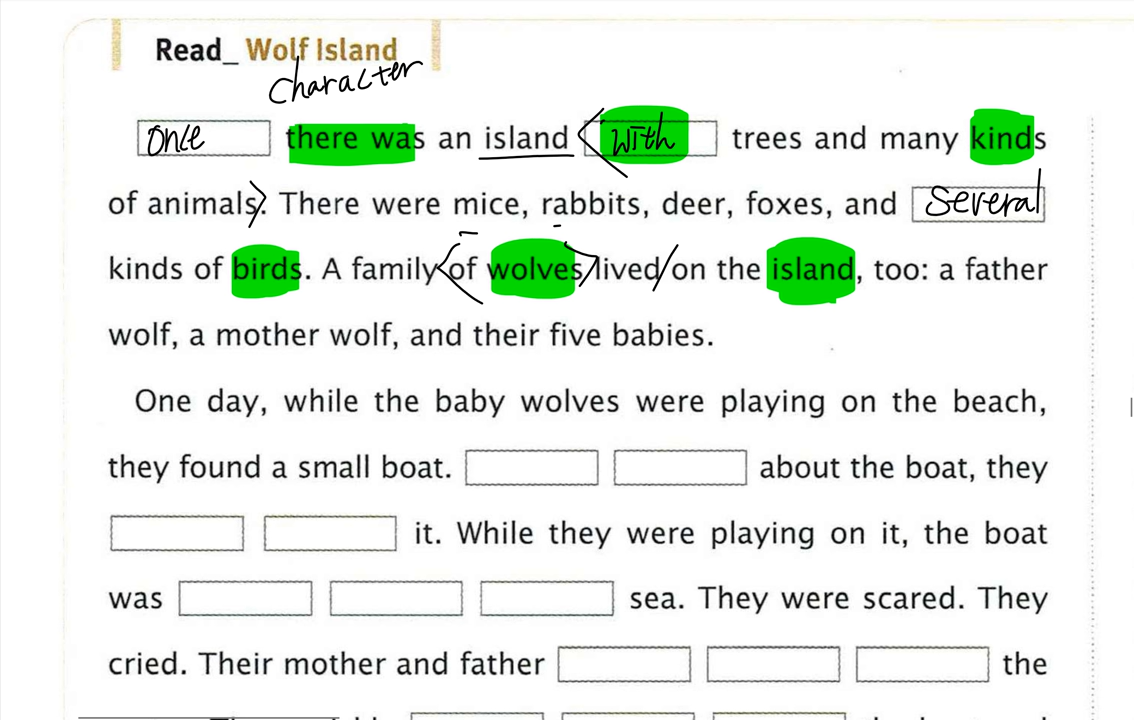 Read_ Wolf Island
character
once there was an island with trees and many kinds
of animals. There were mice, rabbits, deer, foxes, and several
kinds of birds. A family of wolves lived on the island, too: a father
wolf, a mother wolf, and their five babies.
One day, while the baby wolves were playing on the beach,
they found a small boat. about the boat, they
it. While they were playing on it, the boat
was sea. They were scared. They
cried. Their mother and father the